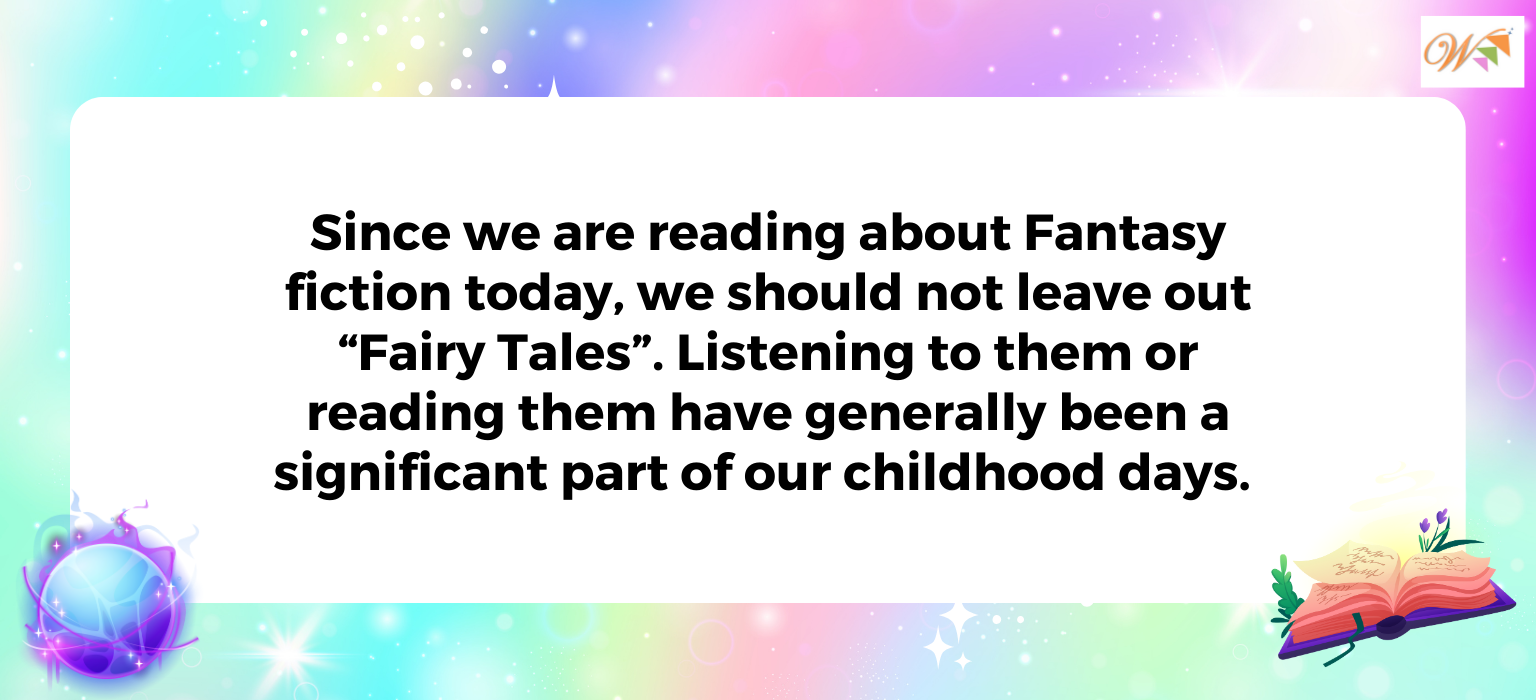 Since we are reading about Fantasy
fiction today, we should not leave out
“Fairy Tales”. Listening to them or
reading them have generally been a
significant part of our childhood days.